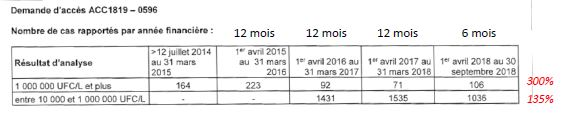 Demande d'accès ACC1819 – 0596
Nombre de cas rapportés par année financière : 12 mois 12 mois 12 mois 6 mois
Résultat d'analyse >12 juillet 2014 au 31 mars 2015 1er avril 2015 au 31 mars 2016 1er avril 2016 au 31 mars 2017 1er avril 2017 au 31 mars 2018 1er avril 2018 au 30 septembre 2018
1 000 000 UFC/L et plus 164 223 92 71 106 300%
entre 10 000 et 1 000 000 UFC/L - - 1431 1535 1036 135%